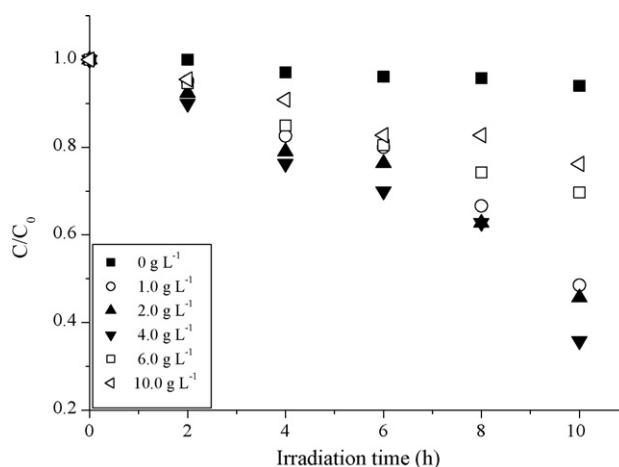 1.0
0.8
0.6
0.4
0.2
C/C₀
0 g L⁻¹
1.0 g L⁻¹
2.0 g L⁻¹
4.0 g L⁻¹
6.0 g L⁻¹
10.0 g L⁻¹
0 2 4 6 8 10
Irradiation time (h)